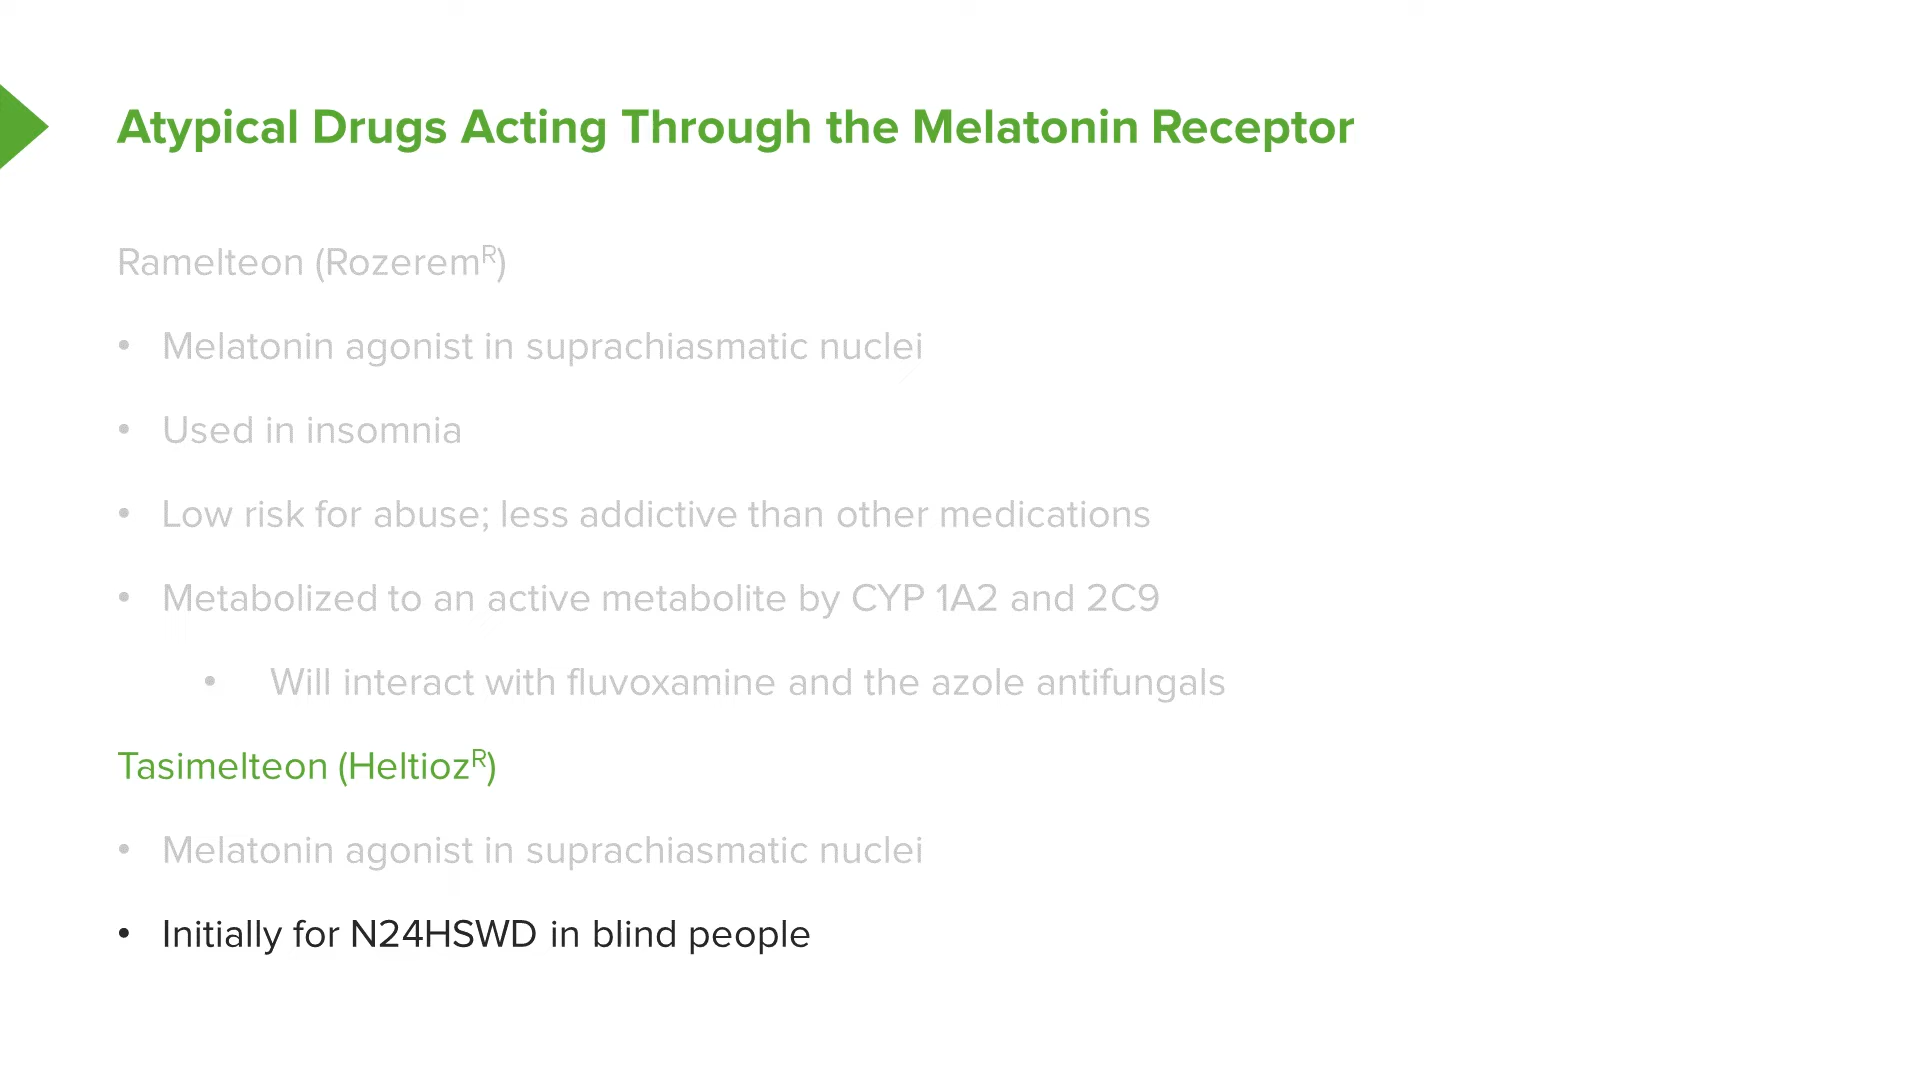 Atypical Drugs Acting Through the Melatonin Receptor
Ramelteon (Rozeremᴿ)
• Melatonin agonist in suprachiasmatic nuclei
• Used in insomnia
• Low risk for abuse; less addictive than other medications
• Metabolized to an active metabolite by CYP 1A2 and 2C9
• Will interact with fluvoxamine and the azole antifungals
Tasimelteon (Heltiozᴿ)
• Melatonin agonist in suprachiasmatic nuclei
• Initially for N24HSWD in blind people